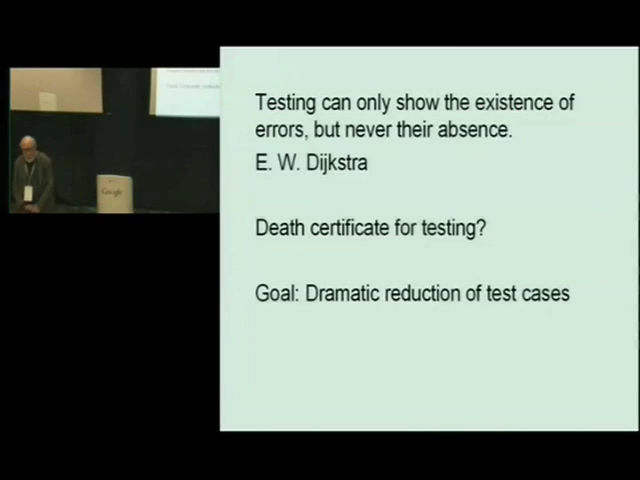 Testing can only show the existence of
errors, but never their absence.
E. W. Dijkstra
Death certificate for testing?
Goal: Dramatic reduction of test cases
Google